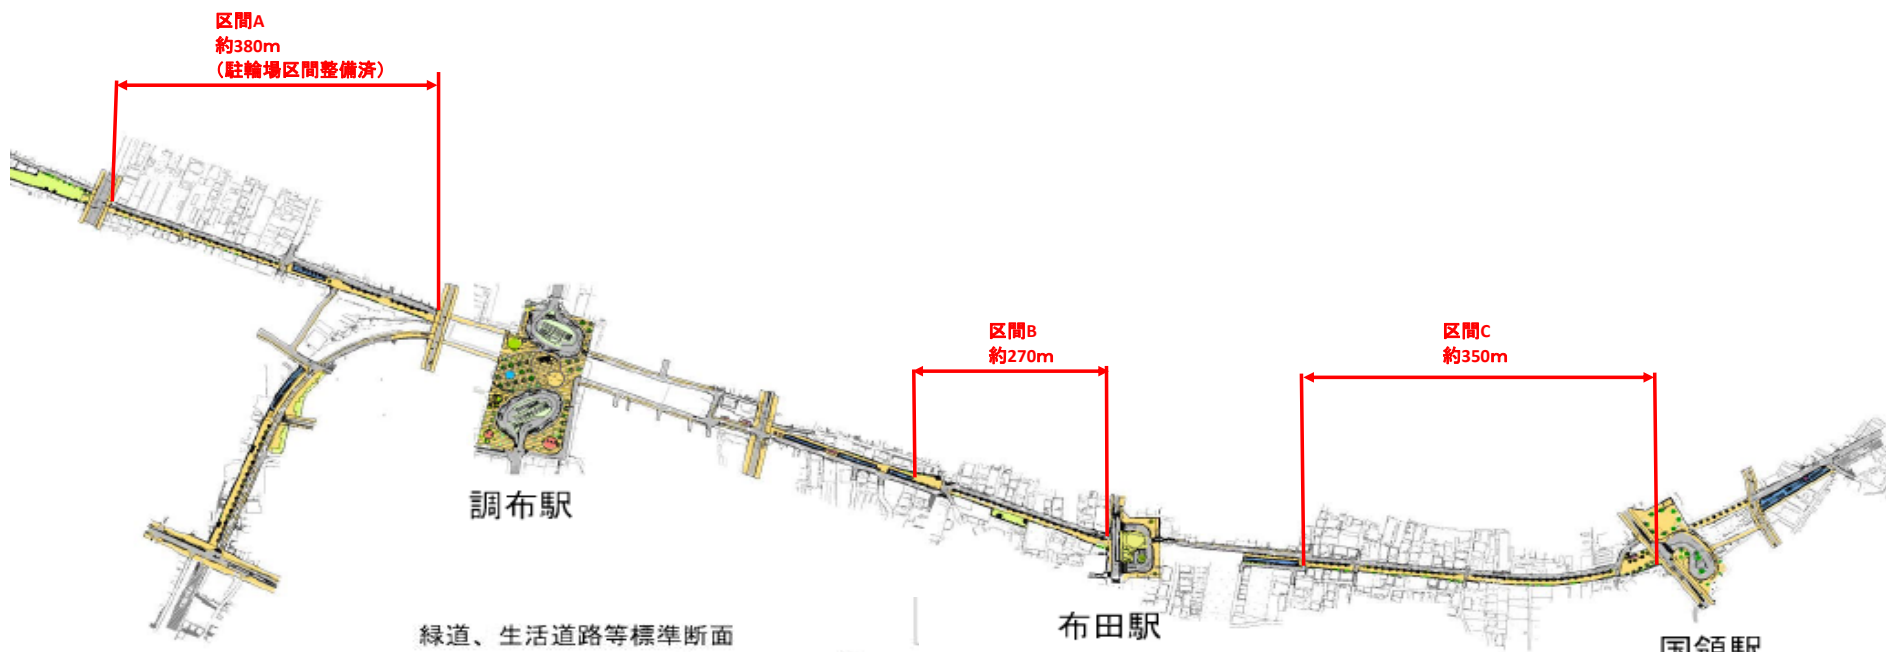 区間A
約380m
（駐輪場区間整備済）
区間B
約270m
区間C
約350m
調布駅
布田駅
国領駅
緑道、生活道路等標準断面